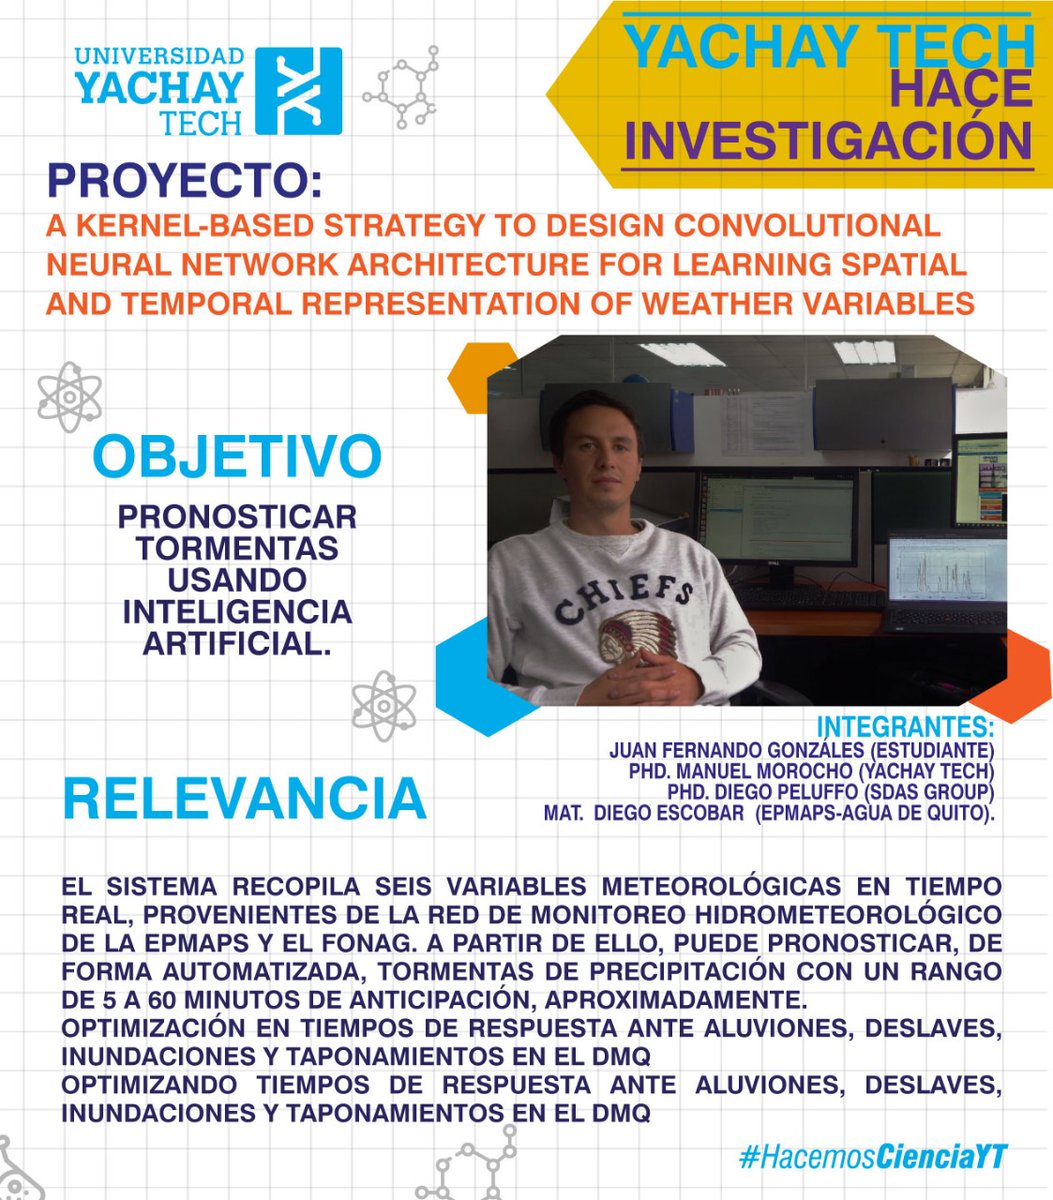 UNIVERSIDAD
YACHAY
TECH
YACHAY TECH
HACE
INVESTIGACIÓN
PROYECTO:
A KERNEL-BASED STRATEGY TO DESIGN CONVOLUTIONAL
NEURAL NETWORK ARCHITECTURE FOR LEARNING SPATIAL
AND TEMPORAL REPRESENTATION OF WEATHER VARIABLES
OBJETIVO
PRONOSTICAR
TORMENTAS
USANDO
INTELIGENCIA
ARTIFICIAL.
CHIEFS
DELL
INTEGRANTES:
JUAN FERNANDO GONZÁLES (ESTUDIANTE)
PHD. MANUEL MOROCHO (YACHAY TECH)
PHD. DIEGO PELUFFO (SDAS GROUP)
MAT. DIEGO ESCOBAR (EPMAPS-AGUA DE QUITO).
RELEVANCIA
EL SISTEMA RECOPILA SEIS VARIABLES METEOROLÓGICAS EN TIEMPO
REAL, PROVENIENTES DE LA RED DE MONITOREO HIDROMETEOROLÓGICO
DE LA EPMAPS Y EL FONAG. A PARTIR DE ELLO, PUEDE PRONOSTICAR, DE
FORMA AUTOMATIZADA, TORMENTAS DE PRECIPITACIÓN CON UN RANGO
DE 5 A 60 MINUTOS DE ANTICIPACIÓN, APROXIMADAMENTE.
OPTIMIZACIÓN EN TIEMPOS DE RESPUESTA ANTE ALUVIONES, DESLAVES,
INUNDACIONES Y TAPONAMIENTOS EN EL DMQ
OPTIMIZANDO TIEMPOS DE RESPUESTA ANTE ALUVIONES, DESLAVES,
INUNDACIONES Y TAPONAMIENTOS EN EL DMQ
#HacemosCienciaYT